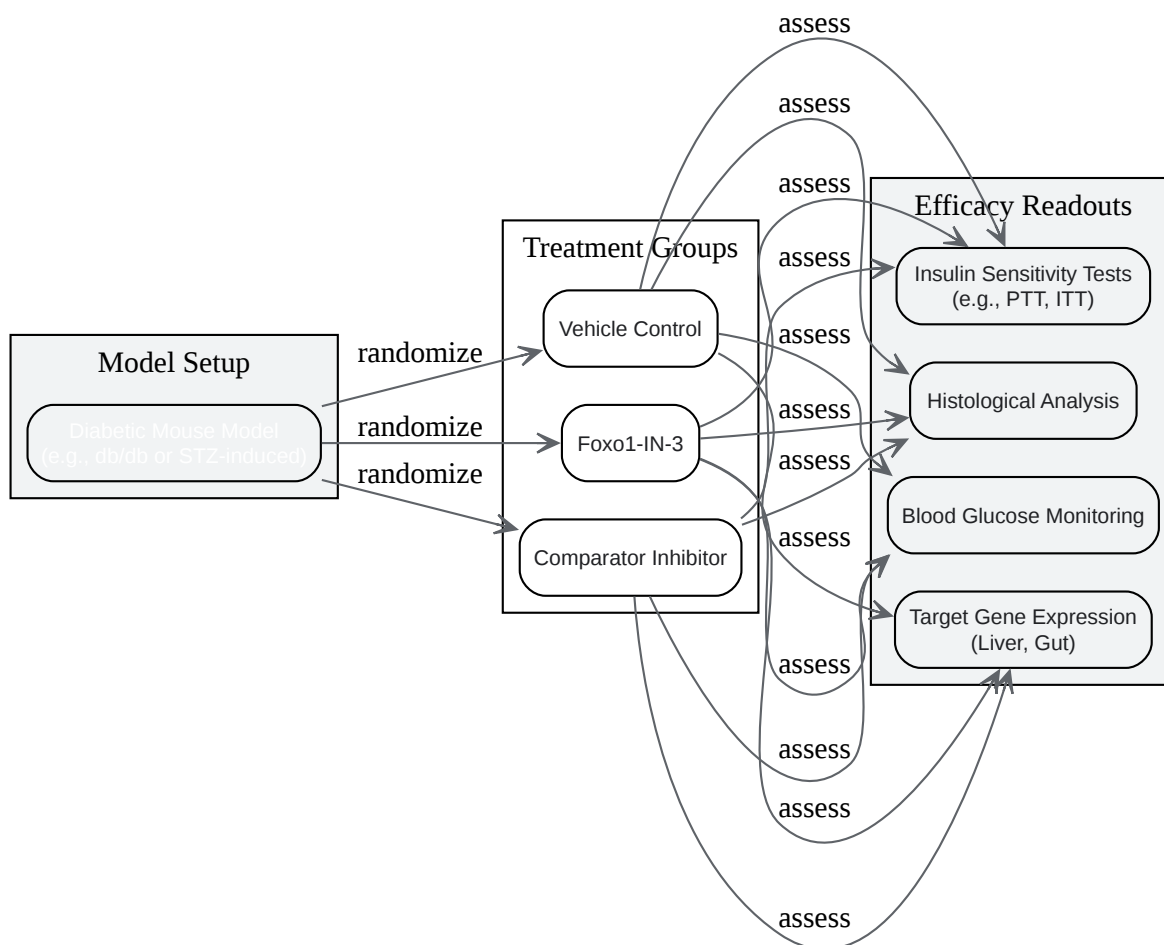 Model Setup
Diabetic Mouse Model
(e.g., db/db or STZ-induced)
randomize
randomize
randomize
Treatment Groups
Vehicle Control
Foxo1-IN-3
Comparator Inhibitor
assess
assess
assess
assess
assess
assess
assess
assess
assess
assess
assess
assess
Efficacy Readouts
Insulin Sensitivity Tests
(e.g., PTT, ITT)
Histological Analysis
Blood Glucose Monitoring
Target Gene Expression
(Liver, Gut)